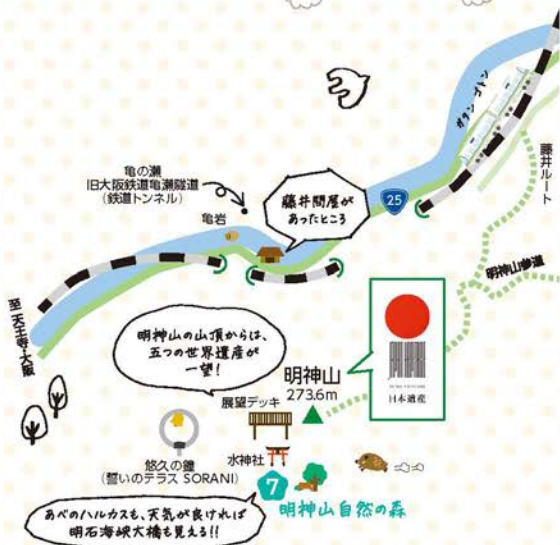 ガタン ゴトン
藤井ルート
亀の瀬
旧大阪鉄道亀瀬隧道
(鉄道トンネル)
亀岩
藤井問屋が
あったところ
25
明神山参道
至 天王寺・大阪
明神山の山頂からは、
五つの世界遺産が
一望!
明神山
273.6m
日本遺産
展望デッキ
悠久の鐘
(誓いのテラス SORANI)
水神社
7
明神山自然の森
あべのハルカスも、天気が良ければ
明石海峡大橋も見える!!